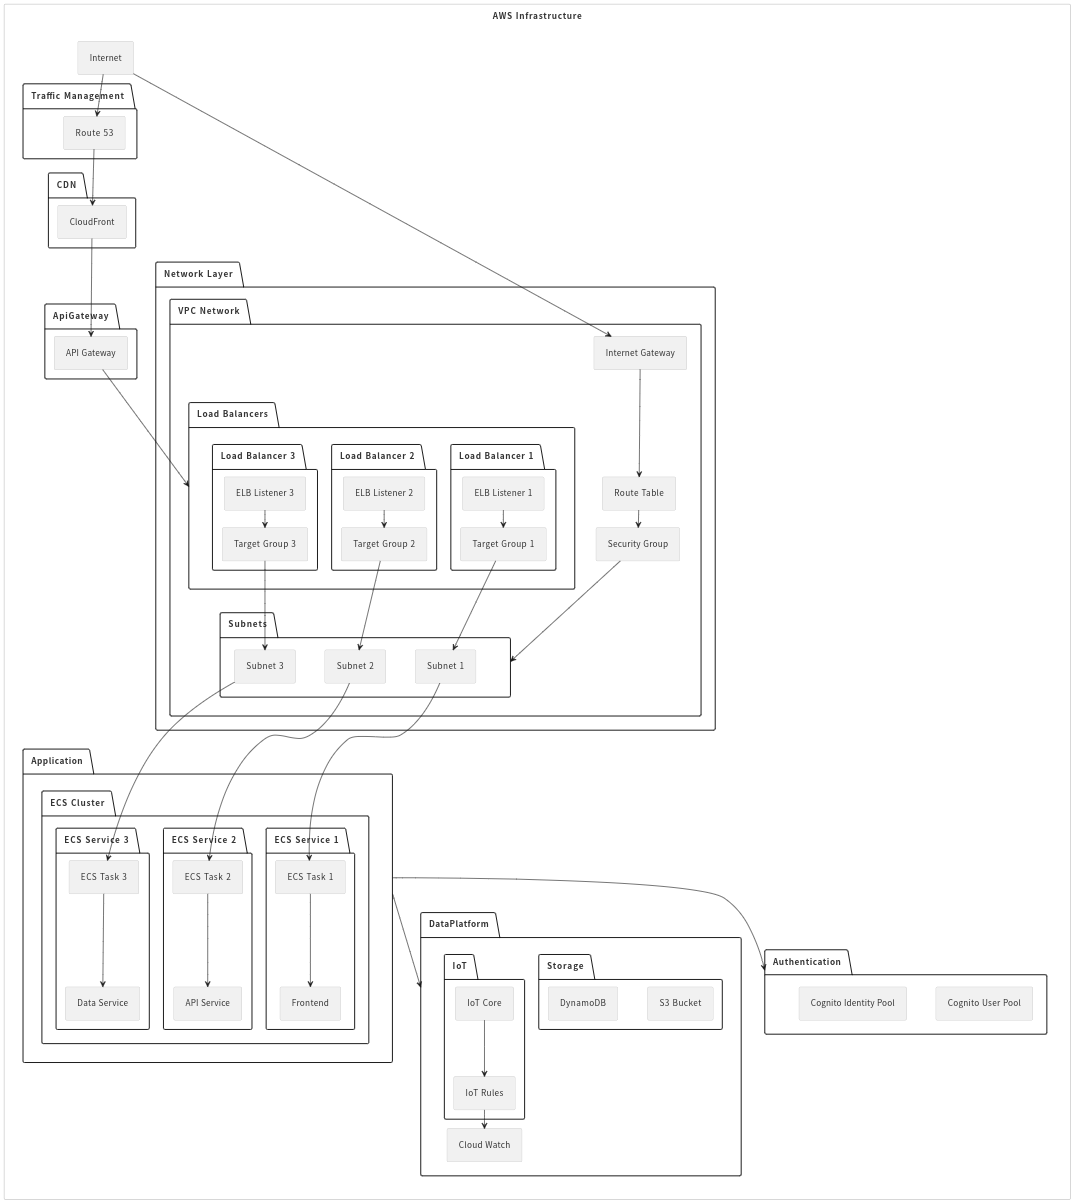 AWS Infrastructure
Internet
Traffic Management
Route 53
CDN
CloudFront
Network Layer
VPC Network
ApiGateway
API Gateway
Internet Gateway
Load Balancers
Load Balancer 3
Load Balancer 2
Load Balancer 1
ELB Listener 3
ELB Listener 2
ELB Listener 1
Route Table
Target Group 3
Target Group 2
Target Group 1
Security Group
Subnets
Subnet 3
Subnet 2
Subnet 1
Application
ECS Cluster
ECS Service 3
ECS Service 2
ECS Service 1
ECS Task 3
ECS Task 2
ECS Task 1
Data Service
API Service
Frontend
DataPlatform
IoT
Storage
IoT Core
DynamoDB
S3 Bucket
IoT Rules
Cloud Watch
Authentication
Cognito Identity Pool
Cognito User Pool